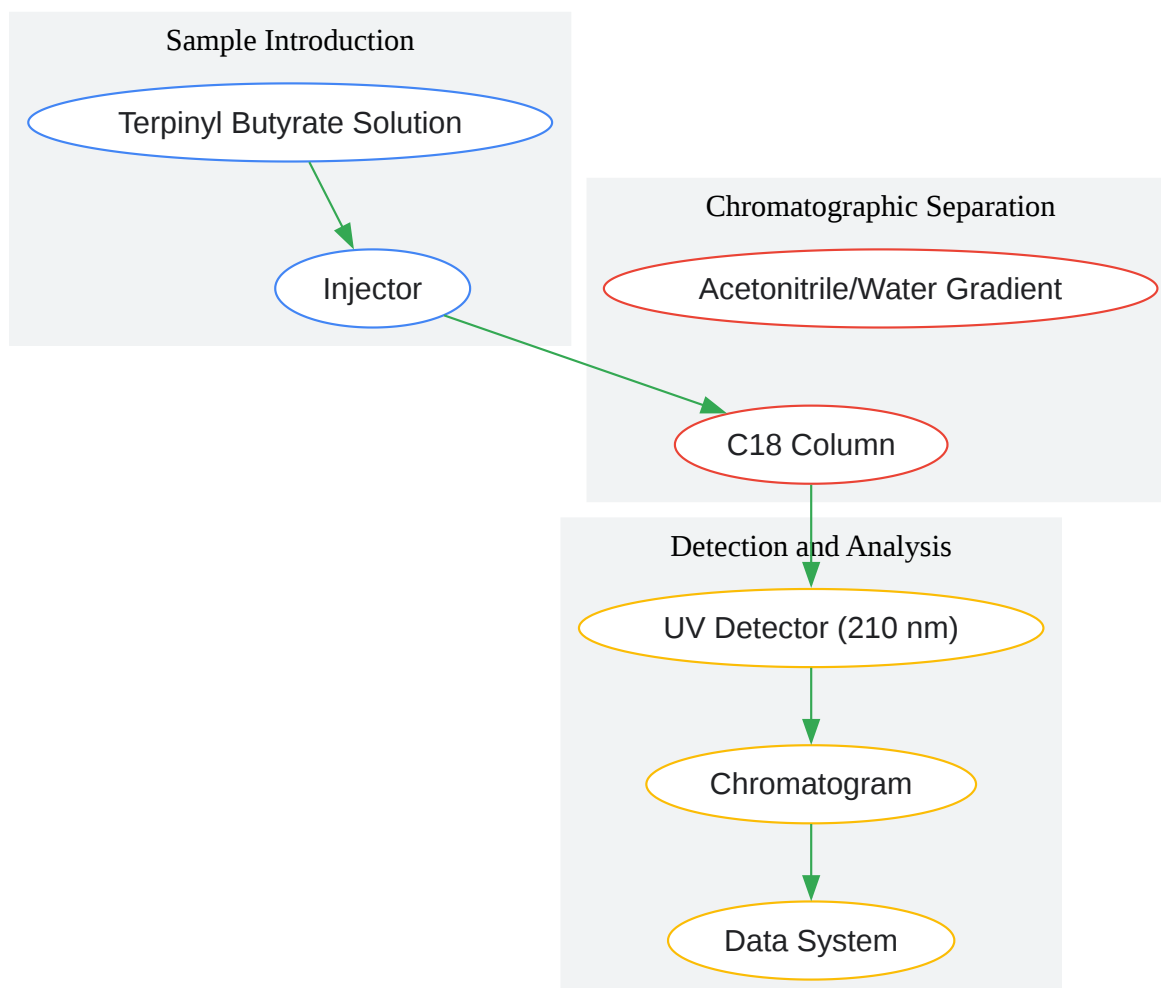 Sample Introduction
Terpinyl Butyrate Solution
Injector
Chromatographic Separation
Acetonitrile/Water Gradient
C18 Column
Detection and Analysis
UV Detector (210 nm)
Chromatogram
Data System